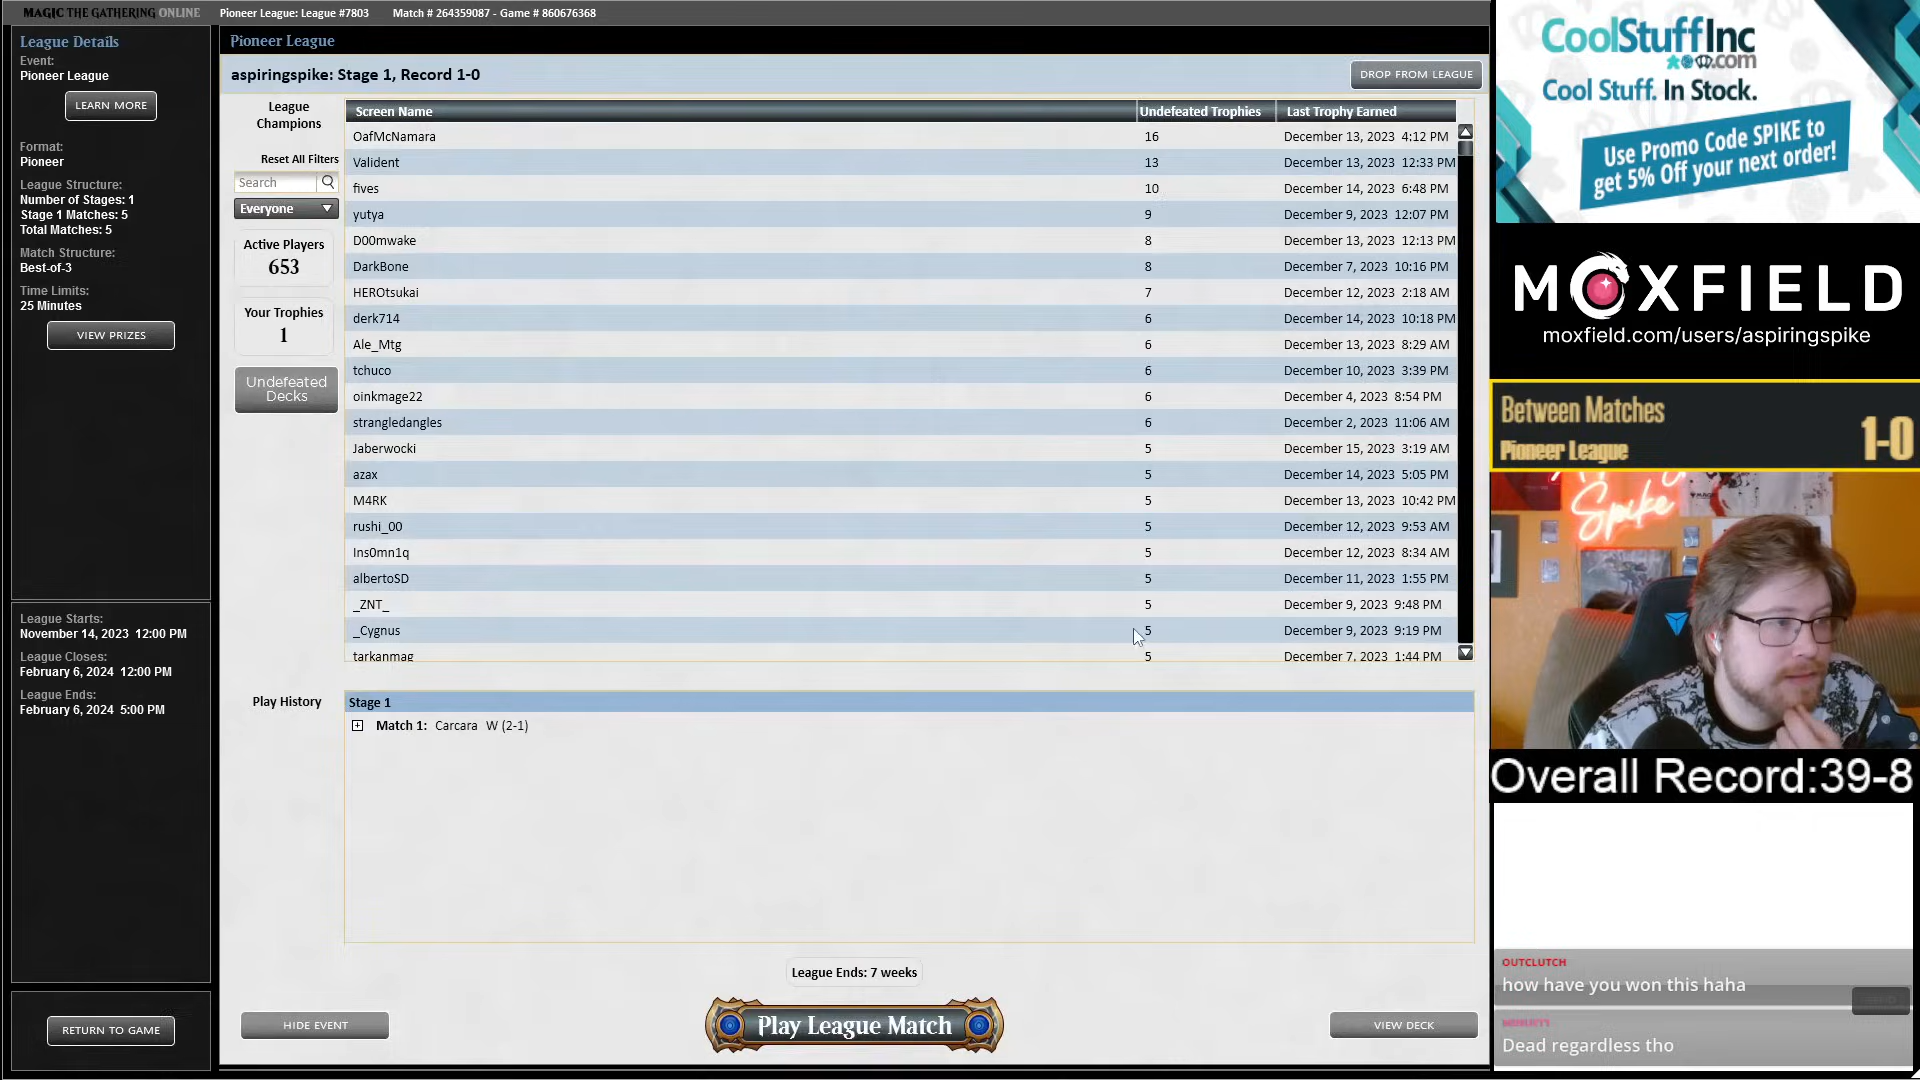 MAGIC THE GATHERING ONLINE
Pioneer League: League #7803
Match # 264359087 - Game # 860676368
League Details
Event:
Pioneer League
LEARN MORE
Format:
Pioneer
League Structure:
Number of Stages: 1
Stage 1 Matches: 5
Total Matches: 5
Match Structure:
Best-of-3
Time Limits:
25 Minutes
VIEW PRIZES
League Starts:
November 14, 2023 12:00 PM
League Closes:
February 6, 2024 12:00 PM
League Ends:
February 6, 2024 5:00 PM
RETURN TO GAME
Pioneer League
aspiringspike: Stage 1, Record 1-0
DROP FROM LEAGUE
League
Champions
Reset All Filters
Search
Everyone
Active Players
653
Your Trophies
1
Undefeated
Decks
Screen Name Undefeated Trophies Last Trophy Earned
OafMcNamara 16 December 13, 2023 4:12 PM
Valident 13 December 13, 2023 12:33 PM
fives 10 December 14, 2023 6:48 PM
yutya 9 December 9, 2023 12:07 PM
D00mwake 8 December 13, 2023 12:13 PM
DarkBone 8 December 7, 2023 10:16 PM
HEROtsukai 7 December 12, 2023 2:18 AM
derk714 6 December 14, 2023 10:18 PM
Ale_Mtg 6 December 13, 2023 8:29 AM
tchuco 6 December 10, 2023 3:39 PM
oinkmage22 6 December 4, 2023 8:54 PM
strangledangles 6 December 2, 2023 11:06 AM
Jaberwocki 5 December 15, 2023 3:19 AM
azax 5 December 14, 2023 5:05 PM
M4RK 5 December 13, 2023 10:42 PM
rushi_00 5 December 12, 2023 9:53 AM
Ins0mn1q 5 December 12, 2023 8:34 AM
albertoSD 5 December 11, 2023 1:55 PM
_ZNT_ 5 December 9, 2023 9:48 PM
_Cygnus 5 December 9, 2023 9:19 PM
tarkanmag 5 December 7, 2023 1:44 PM
Play History
Stage 1
Match 1: Carcara W (2-1)
League Ends: 7 weeks
HIDE EVENT
Play League Match
VIEW DECK
CoolStuffInc
.com
Cool Stuff. In Stock.
Use Promo Code SPIKE to
get 5% Off your next order!
MOXFIELD
moxfield.com/users/aspiringspike
Between Matches
Pioneer League
1-0
Spike
Overall Record:39-8
OUTCLUTCH
how have you won this haha
Dead regardless tho